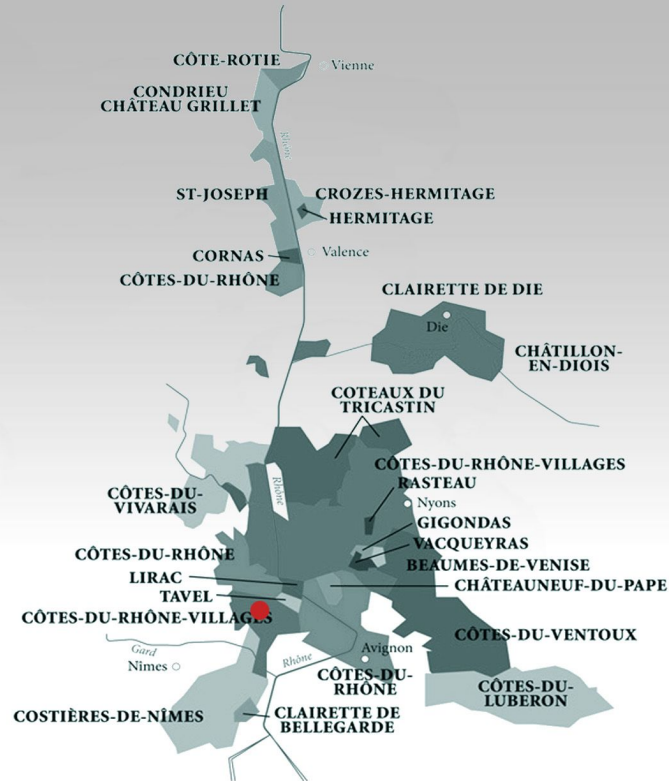 CÔTE-ROTIE
Vienne
CONDRIEU
CHÂTEAU GRILLET
Rhône
ST-JOSEPH
CROZES-HERMITAGE
HERMITAGE
CORNAS
Valence
CÔTES-DU-RHÔNE
CLAIRETTE DE DIE
Die
CHÂTILLON-
EN-DIOIS
COTEAUX DU
TRICASTIN
CÔTES-DU-RHÔNE-VILLAGES
RASTEAU
Rhône
CÔTES-DU-
VIVARAIS
Nyons
GIGONDAS
VACQUEYRAS
CÔTES-DU-RHÔNE
BEAUMES-DE-VENISE
LIRAC
CHÂTEAUNEUF-DU-PAPE
TAVEL
CÔTES-DU-RHÔNE-VILLAGES
CÔTES-DU-VENTOUX
Gard
Avignon
Nîmes
Rhône
CÔTES-DU-
RHÔNE
CÔTES-DU-
LUBERON
COSTIÈRES-DE-NÎMES
CLAIRETTE DE
BELLEGARDE